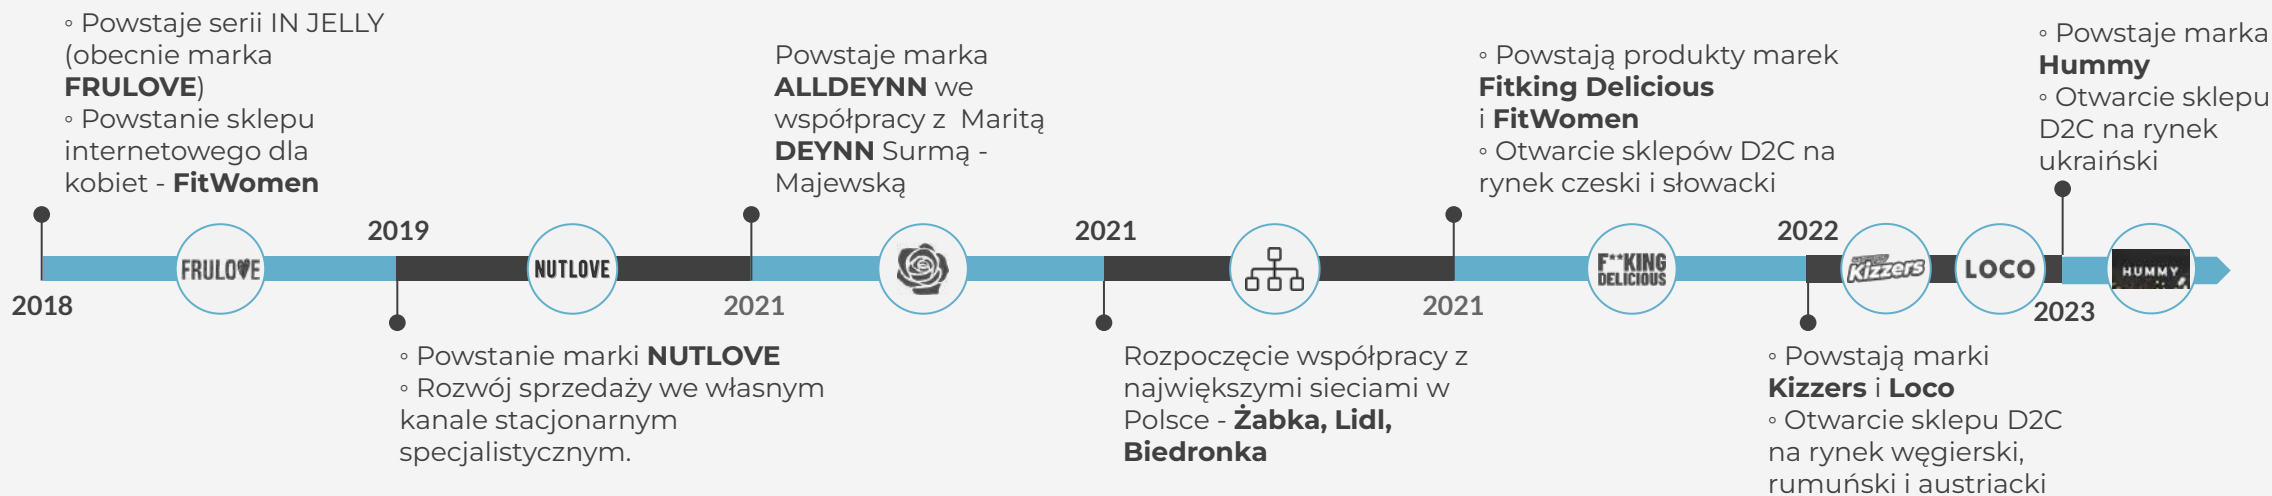 ◦ Powstaje serii IN JELLY
(obecnie marka
FRULOVE)
◦ Powstanie sklepu
internetowego dla
kobiet - FitWomen
2018
FRULOVE
2019
◦ Powstanie marki NUTLOVE
◦ Rozwój sprzedaży we własnym
kanale stacjonarnym
specjalistycznym.
NUTLOVE
Powstaje marka
ALLDEYNN we
współpracy z Maritą
DEYNN Surmą -
Majewską
2021
2021
Rozpoczęcie współpracy z
największymi sieciami w
Polsce - Żabka, Lidl,
Biedronka
◦ Powstają produkty marek
Fitking Delicious
i FitWomen
◦ Otwarcie sklepów D2C na
rynek czeski i słowacki
2021
F**KING
DELICIOUS
2022
◦ Powstają marki
Kizzers i Loco
◦ Otwarcie sklepu D2C
na rynek węgierski,
rumuński i austriacki
Kizzers
LOCO
◦ Powstaje marka
Hummy
◦ Otwarcie sklepu
D2C na rynek
ukraiński
2023
HUMMY